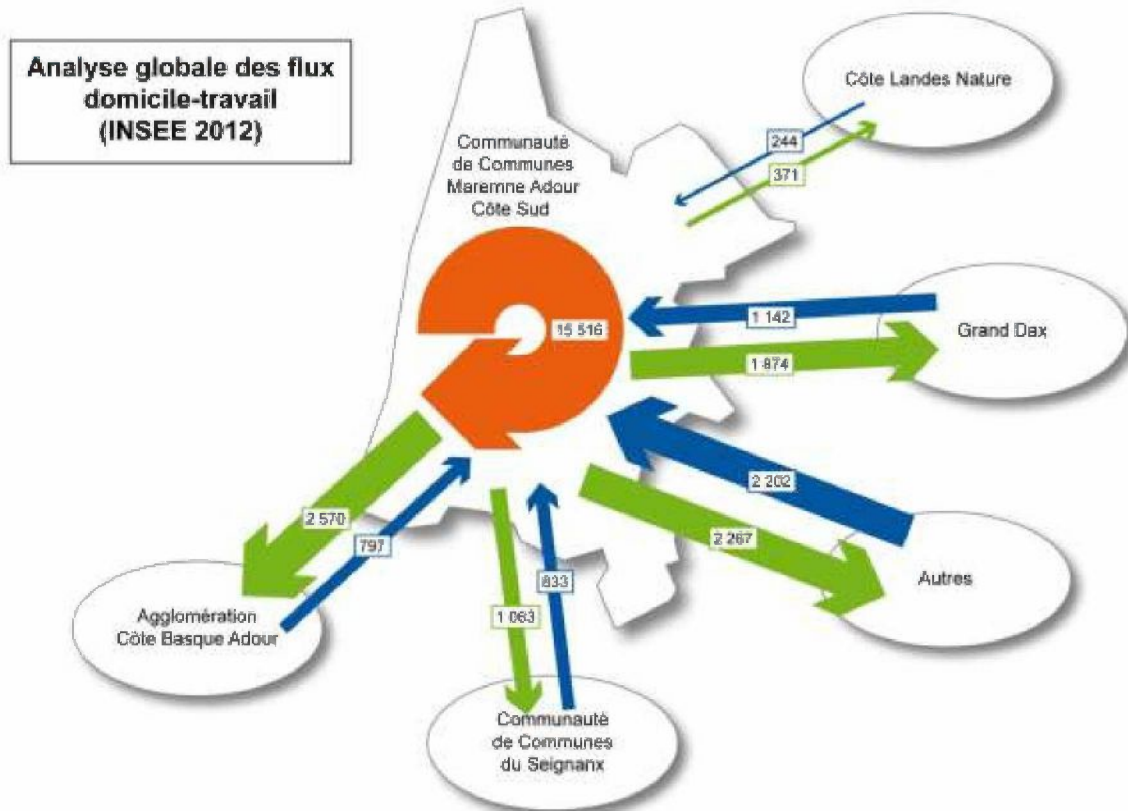 Analyse globale des flux
domicile-travail
(INSEE 2012)
Côte Landes Nature
244
371
Communauté
de Communes
Maremne Adour
Côte Sud
15 516
1 142
1 874
Grand Dax
2 202
2 267
Autres
2 570
797
833
1 063
Agglomération
Côte Basque Adour
Communauté
de Communes
du Seignanx